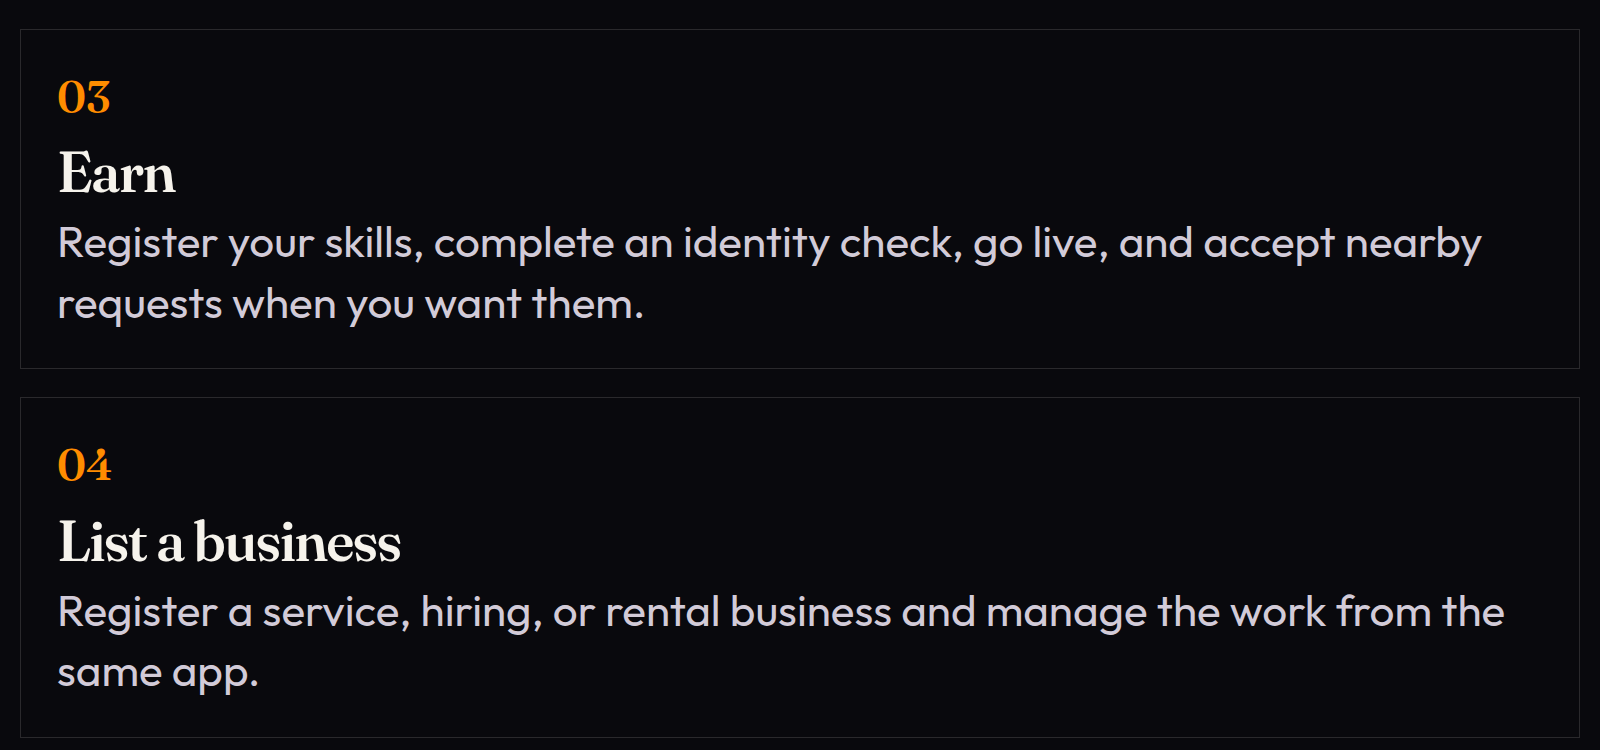 03
Earn
Register your skills, complete an identity check, go live, and accept nearby
requests when you want them.
04
List a business
Register a service, hiring, or rental business and manage the work from the
same app.